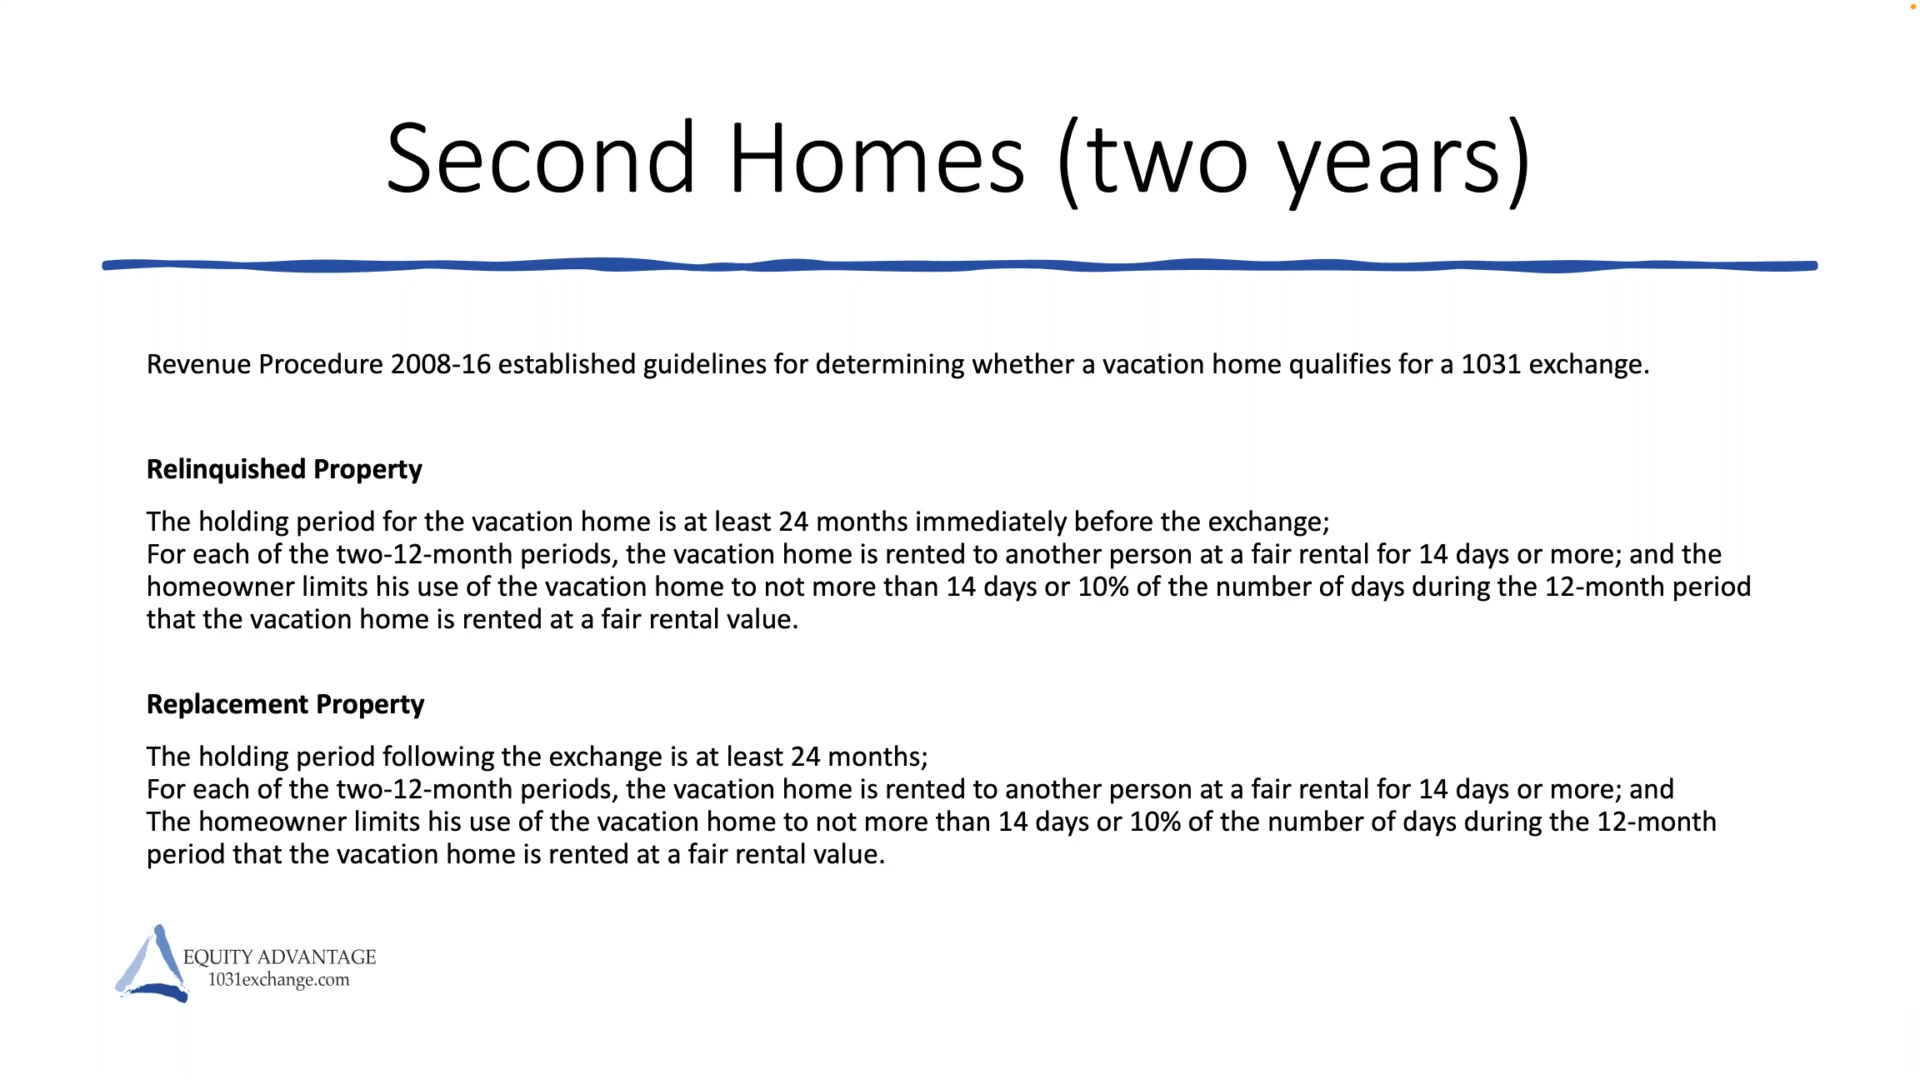 Second Homes (two years)
Revenue Procedure 2008-16 established guidelines for determining whether a vacation home qualifies for a 1031 exchange.
Relinquished Property
The holding period for the vacation home is at least 24 months immediately before the exchange;
For each of the two-12-month periods, the vacation home is rented to another person at a fair rental for 14 days or more; and the
homeowner limits his use of the vacation home to not more than 14 days or 10% of the number of days during the 12-month period
that the vacation home is rented at a fair rental value.
Replacement Property
The holding period following the exchange is at least 24 months;
For each of the two-12-month periods, the vacation home is rented to another person at a fair rental for 14 days or more; and
The homeowner limits his use of the vacation home to not more than 14 days or 10% of the number of days during the 12-month
period that the vacation home is rented at a fair rental value.
EQUITY ADVANTAGE
1031exchange.com